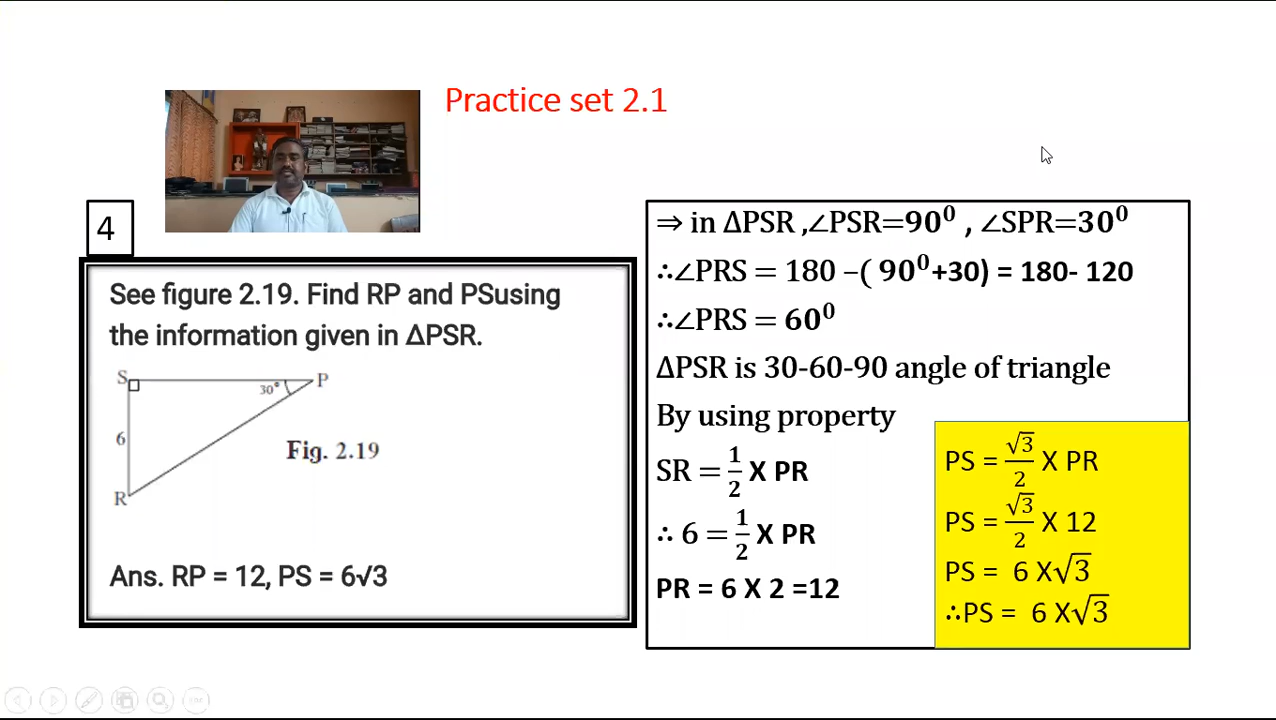 Practice set 2.1
4
See figure 2.19. Find RP and PSusing
the information given in ΔPSR.
S
30°
P
6
Fig. 2.19
R
Ans. RP = 12, PS = 6√3
⇒ in ΔPSR ,∠PSR=90⁰ , ∠SPR=30⁰
∴∠PRS = 180 –( 90⁰+30) = 180- 120
∴∠PRS = 60⁰
ΔPSR is 30-60-90 angle of triangle
By using property
SR = 1/2 X PR
∴ 6 = 1/2 X PR
PR = 6 X 2 =12
PS = √3/2 X PR
PS = √3/2 X 12
PS = 6 X√3
∴PS = 6 X√3